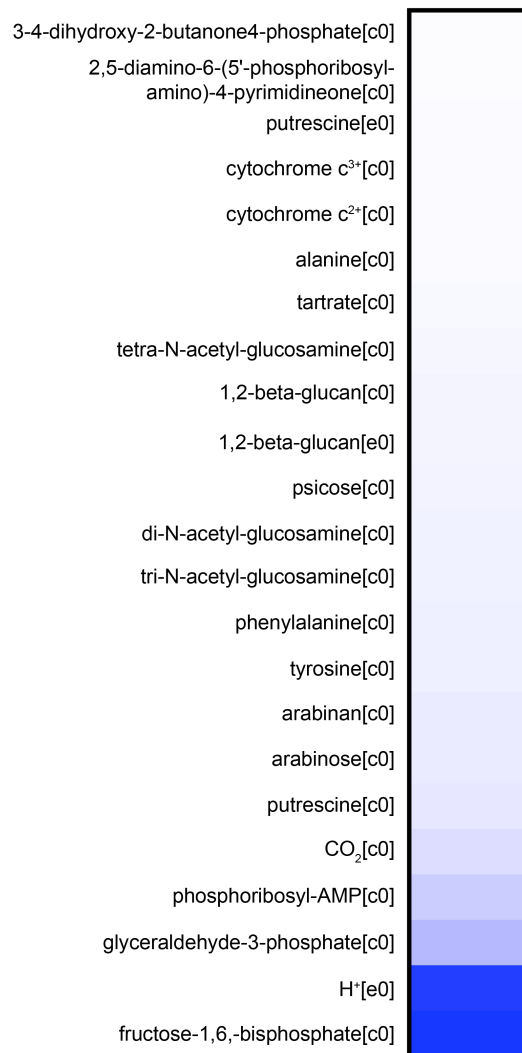 3-4-dihydroxy-2-butanone4-phosphate[c0]
2,5-diamino-6-(5'-phosphoribosyl-
amino)-4-pyrimidineone[c0]
putrescine[e0]
cytochrome c³⁺[c0]
cytochrome c²⁺[c0]
alanine[c0]
tartrate[c0]
tetra-N-acetyl-glucosamine[c0]
1,2-beta-glucan[c0]
1,2-beta-glucan[e0]
psicose[c0]
di-N-acetyl-glucosamine[c0]
tri-N-acetyl-glucosamine[c0]
phenylalanine[c0]
tyrosine[c0]
arabinan[c0]
arabinose[c0]
putrescine[c0]
CO₂[c0]
phosphoribosyl-AMP[c0]
glyceraldehyde-3-phosphate[c0]
H⁺[e0]
fructose-1,6,-bisphosphate[c0]